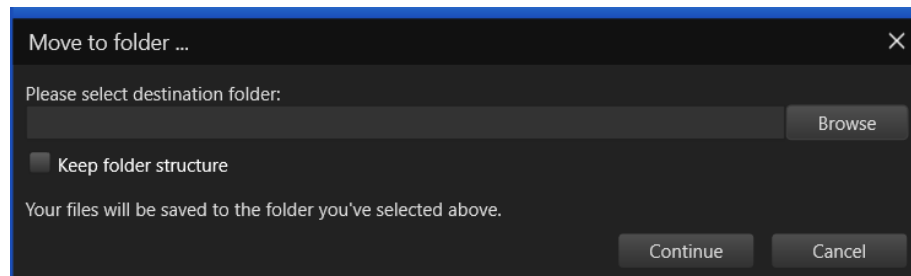 Move to folder ...
Please select destination folder:
Browse
Keep folder structure
Your files will be saved to the folder you've selected above.
Continue Cancel